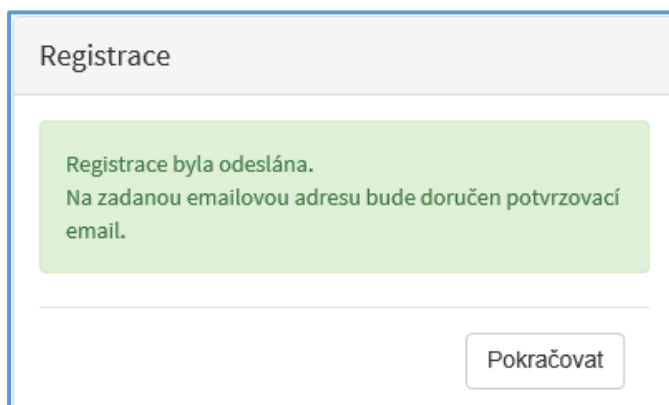 Registrace
Registrace byla odeslána.
Na zadanou emailovou adresu bude doručen potvrzovací
email.
Pokračovat